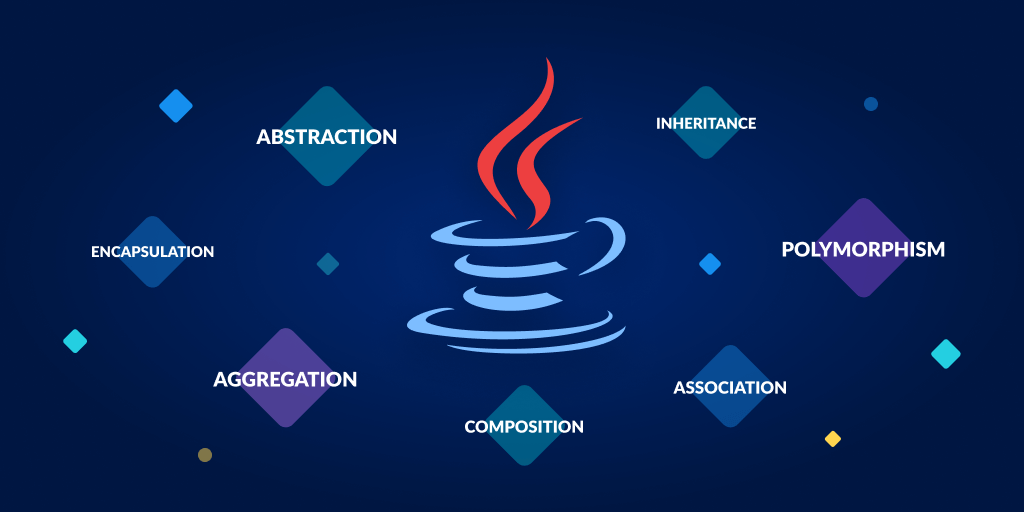 INHERITANCE
ABSTRACTION
POLYMORPHISM
ENCAPSULATION
AGGREGATION
ASSOCIATION
COMPOSITION